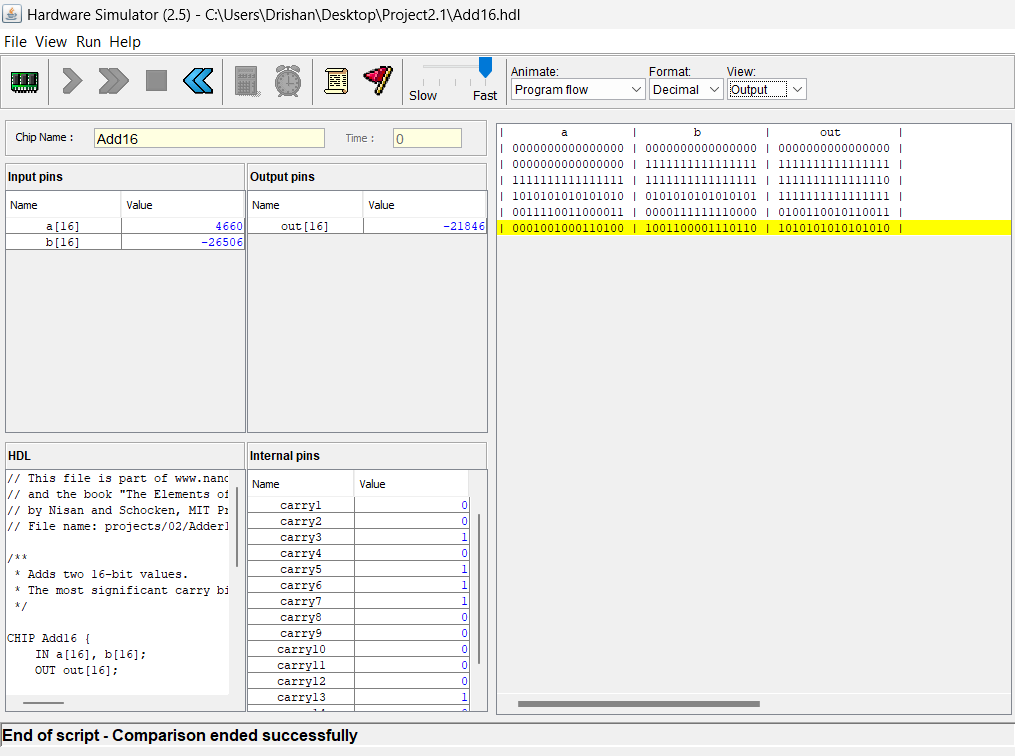 Hardware Simulator (2.5) - C:\Users\Drishan\Desktop\Project2.1\Add16.hdl
File View Run Help
Slow Fast
Animate: Format: View:
Program flow Decimal Output
Chip Name : Add16 Time : 0
Input pins
Name Value
a[16] 4660
b[16] -26506
Output pins
Name Value
out[16] -21846
HDL
// This file is part of www.nand
// and the book "The Elements of
// by Nisan and Schocken, MIT Pr
// File name: projects/02/Adder1
/**
* Adds two 16-bit values.
* The most significant carry bi
*/
CHIP Add16 {
IN a[16], b[16];
OUT out[16];
Internal pins
Name Value
carry1 0
carry2 0
carry3 1
carry4 0
carry5 1
carry6 1
carry7 1
carry8 0
carry9 0
carry10 0
carry11 0
carry12 0
carry13 1
| a | b | out |
| 0000000000000000 | 0000000000000000 | 0000000000000000 |
| 0000000000000000 | 1111111111111111 | 1111111111111111 |
| 1111111111111111 | 1111111111111111 | 1111111111111110 |
| 1010101010101010 | 0101010101010101 | 1111111111111111 |
| 0011110011000011 | 0000111111110000 | 0100110010110011 |
| 0001001000110100 | 1001100001110110 | 1010101010101010 |
End of script - Comparison ended successfully